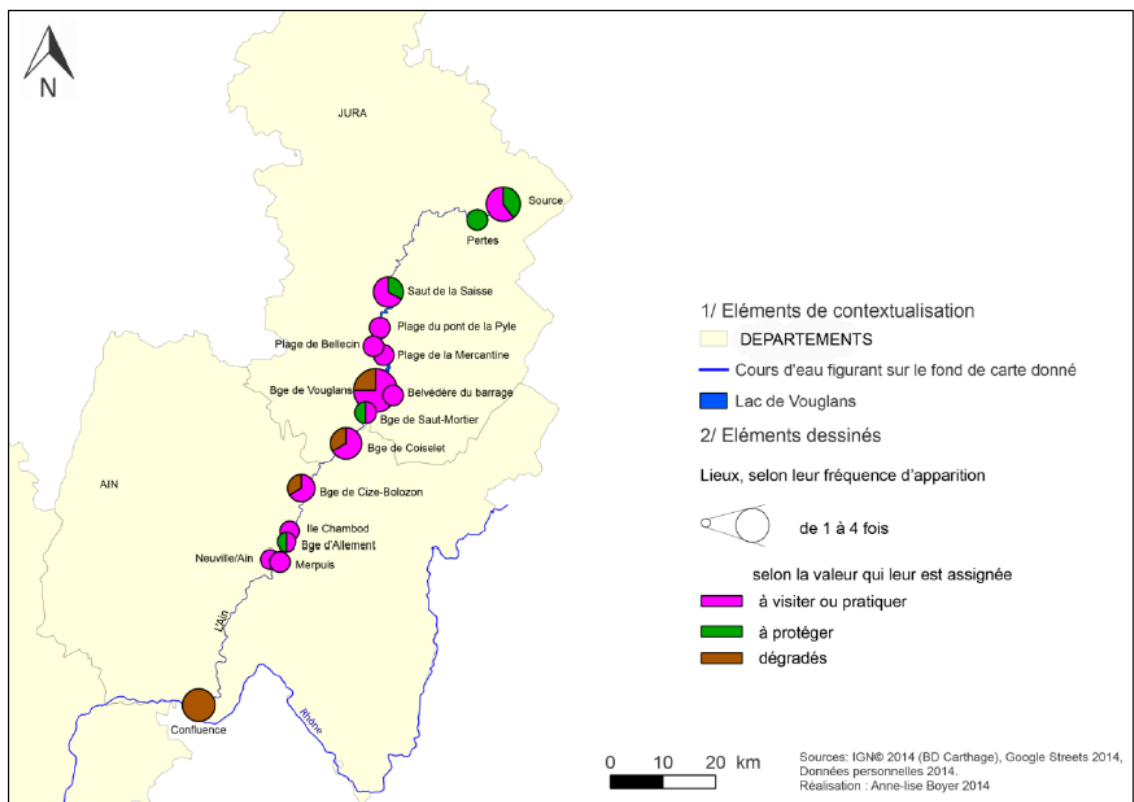 N
JURA
Source
Pertes
Saut de la Saisse
Plage du pont de la Pyle
Plage de Bellecin
Plage de la Mercantine
Bge de Vouglans
Belvédère du barrage
Bge de Saut-Mortier
Bge de Coiselet
AIN
Bge de Cize-Bolozon
Ile Chambod
Bge d'Allement
Neuville/Ain
Merpuis
L'Ain
Rhône
Confluence
1/ Eléments de contextualisation
DEPARTEMENTS
Cours d'eau figurant sur le fond de carte donné
Lac de Vouglans
2/ Eléments dessinés
Lieux, selon leur fréquence d'apparition
de 1 à 4 fois
selon la valeur qui leur est assignée
à visiter ou pratiquer
à protéger
dégradés
0 10 20 km
Sources: IGN© 2014 (BD Carthage), Google Streets 2014,
Données personnelles 2014.
Réalisation : Anne-lise Boyer 2014